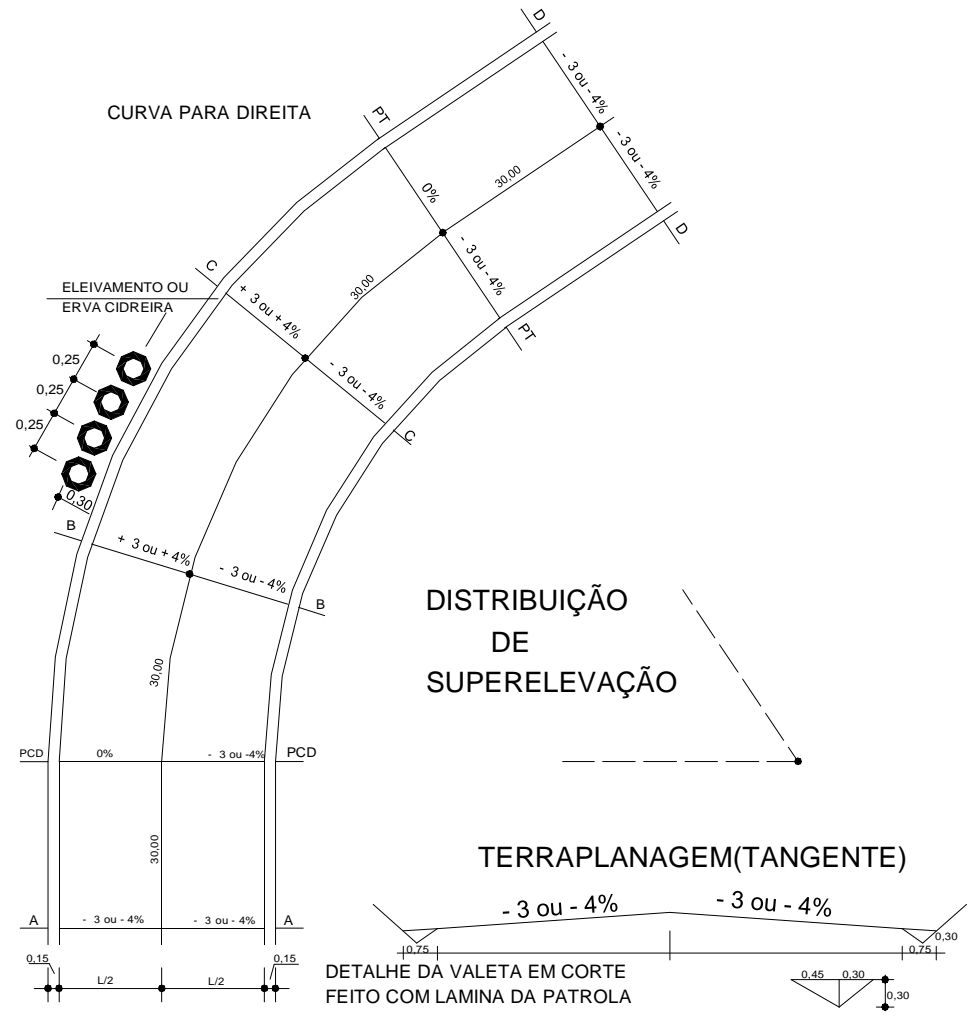 D
- 3 ou - 4%
CURVA PARA DIREITA
PT
- 3 ou - 4%
0%
30,00
D
- 3 ou - 4%
C
ELEIVAMENTO OU
ERVA CIDREIRA
30,00
+ 3 ou + 4%
PT
0,25
- 3 ou - 4%
0,25
0,25
C
0,30
B
+ 3 ou + 4%
- 3 ou - 4%
B
DISTRIBUIÇÃO
DE
SUPERELEVAÇÃO
30,00
PCD
0%
- 3 ou -4%
PCD
30,00
TERRAPLANAGEM(TANGENTE)
- 3 ou - 4%
- 3 ou - 4%
A
- 3 ou - 4%
- 3 ou - 4%
A
0,75
0,75
0,30
0,15
L/2
L/2
0,15
DETALHE DA VALETA EM CORTE
FEITO COM LAMINA DA PATROLA
0,45
0,30
0,30